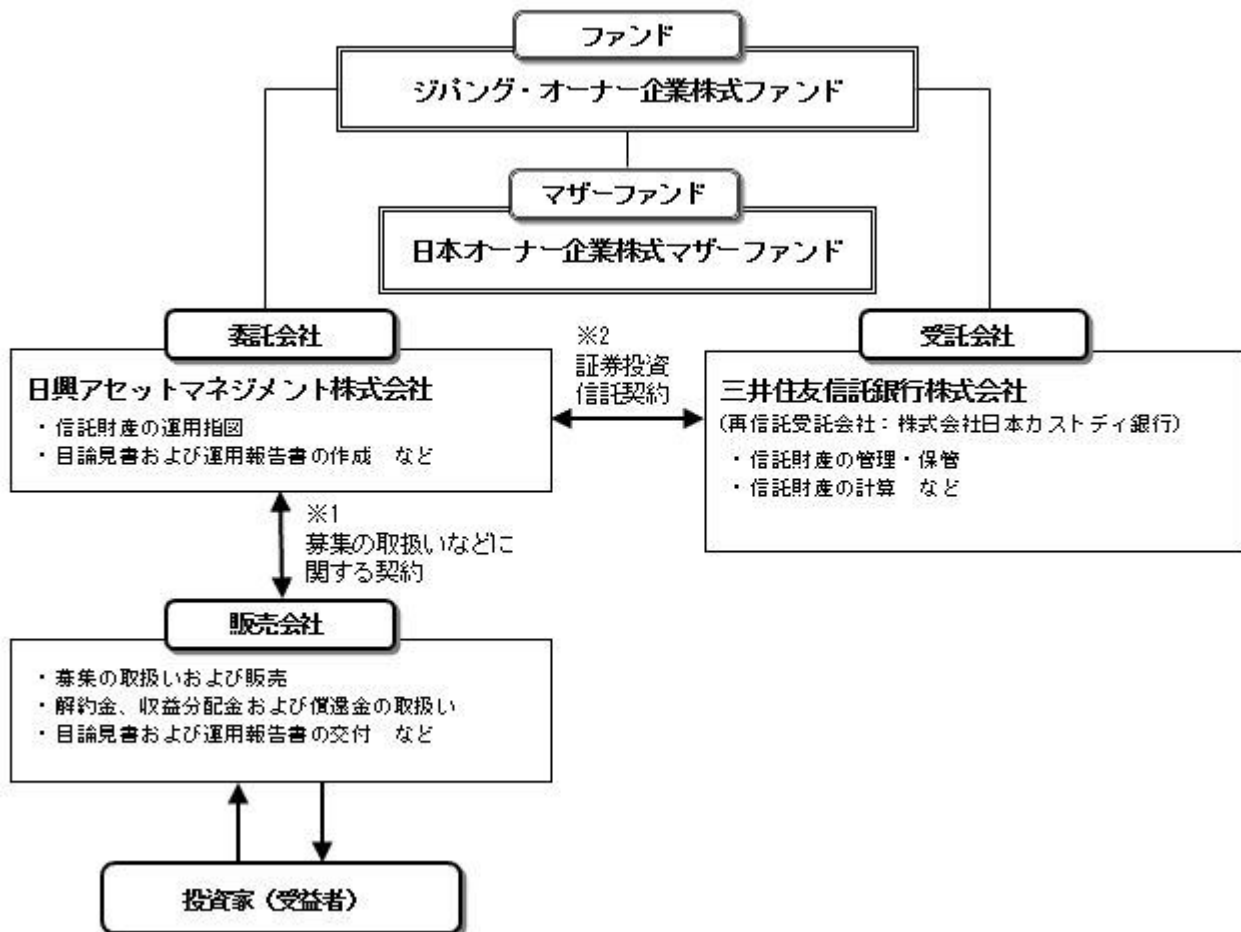 ファンド
ジパング・オーナー企業株式ファンド
マザーファンド
日本オーナー企業株式マザーファンド
委託会社
日興アセットマネジメント株式会社
・信託財産の運用指図
・目論見書および運用報告書の作成 など
※2
証券投資
信託契約
受託会社
三井住友信託銀行株式会社
(再信託受託会社：株式会社日本カストディ銀行)
・信託財産の管理・保管
・信託財産の計算 など
※1
募集の取扱いなどに
関する契約
販売会社
・募集の取扱いおよび販売
・解約金、収益分配金および償還金の取扱い
・目論見書および運用報告書の交付 など
投資家（受益者）